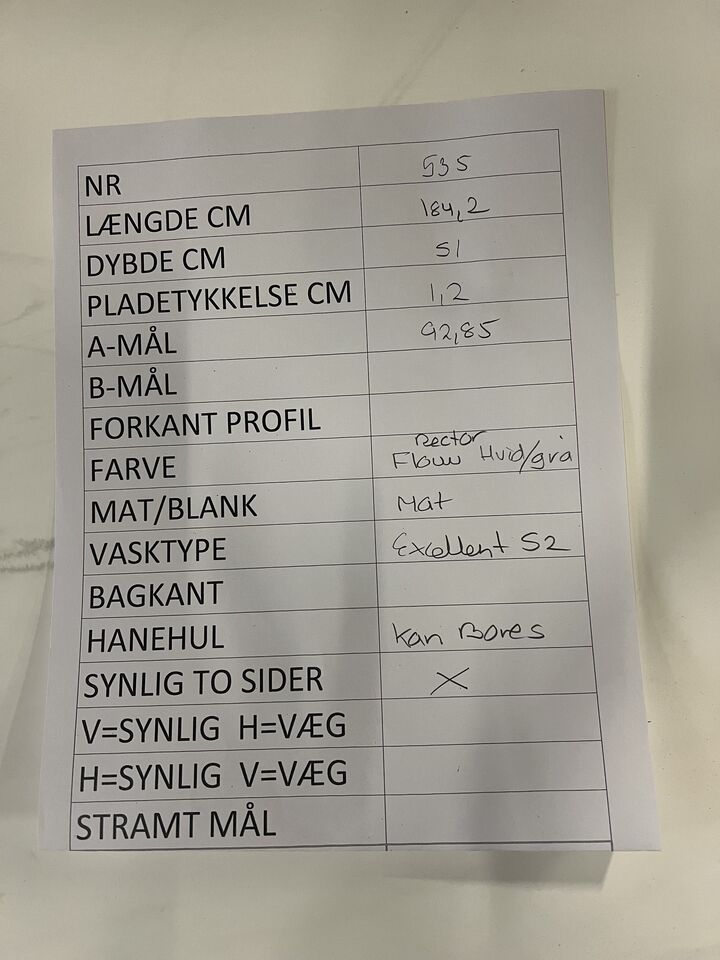 NR 535
LÆNGDE CM 184,2
DYBDE CM 51
PLADETYKKELSE CM 1,2
A-MÅL 92,85
B-MÅL
FORKANT PROFIL
FARVE Flow Hvid/grå
MAT/BLANK Mat
VASKTYPE Excellent S2
BAGKANT
HANEHUL Kan Bores
SYNLIG TO SIDER X
V=SYNLIG H=VÆG
H=SYNLIG V=VÆG
STRAMT MÅL